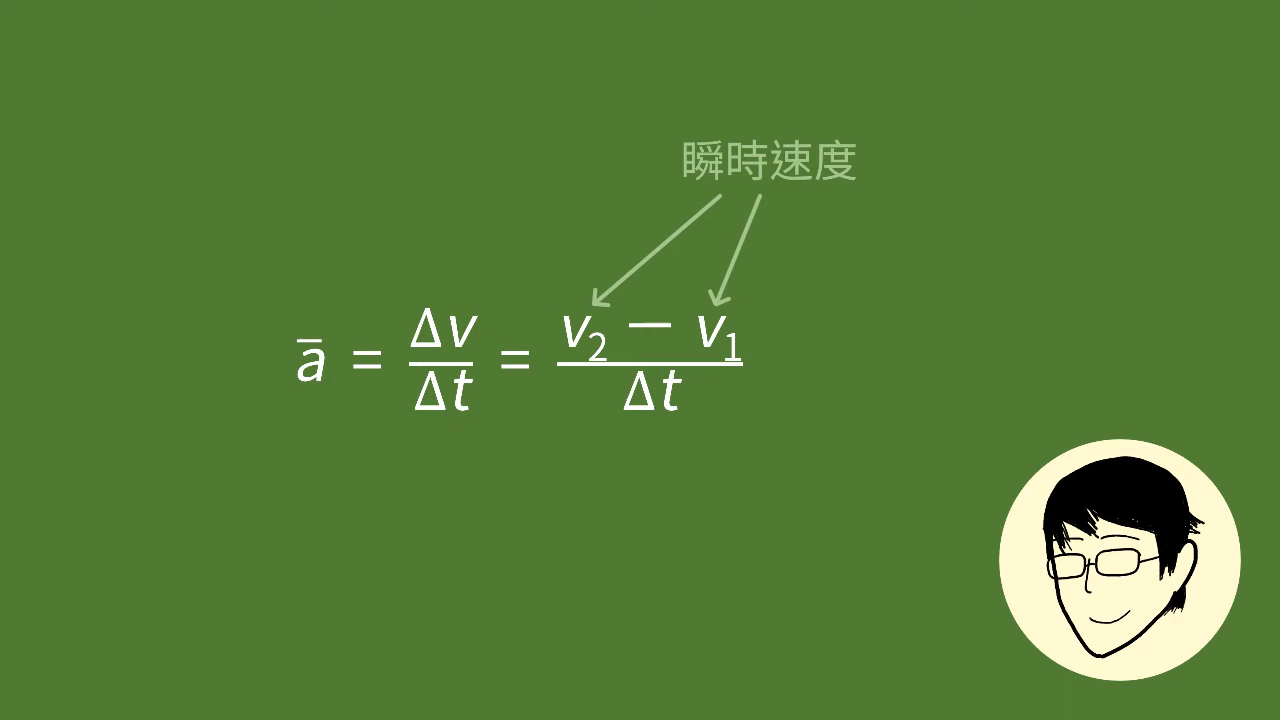 瞬時速度
a̅ = Δv/Δt = v₂ − v₁/Δt